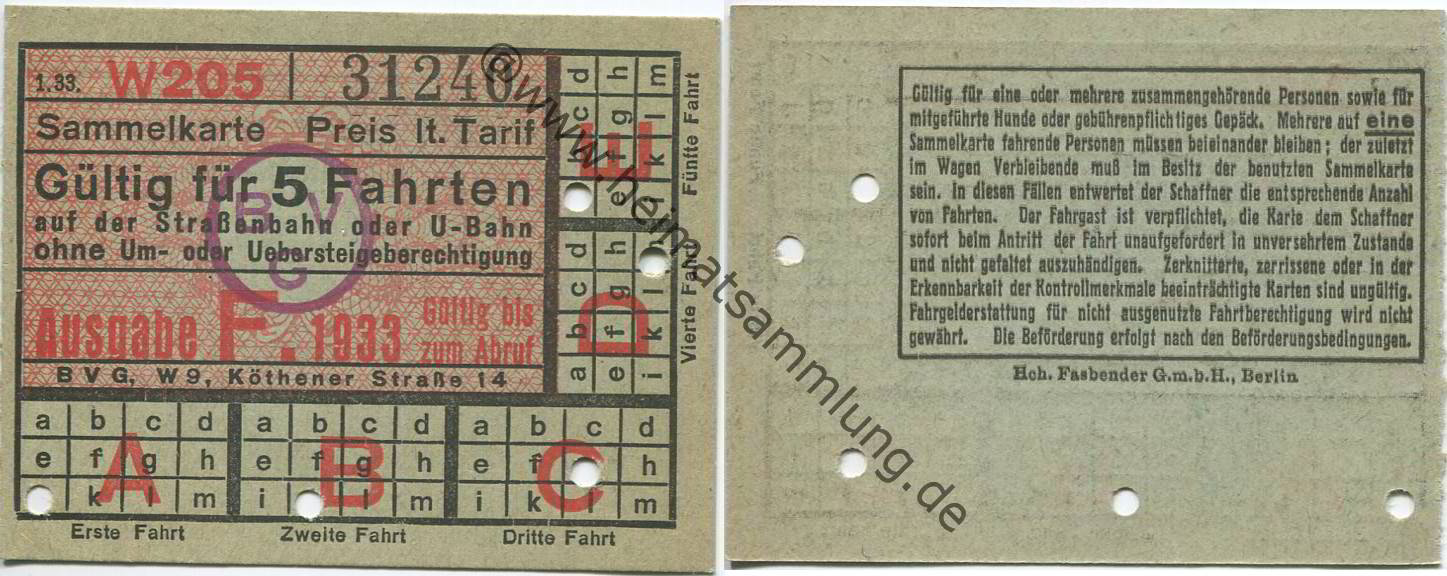 1.33. W205 31240
Sammelkarte Preis lt. Tarif
Gültig für 5 Fahrten
auf der Straßenbahn oder U-Bahn
ohne Um- oder Uebersteigeberechtigung
BVG
Ausgabe F. 1933 Gültig bis
zum Abruf
BVG, W9, Köthener Straße 14
a b c d
e f g h
k l m
A
Erste Fahrt
a b c d
e f g h
i l m
B
Zweite Fahrt
a b c d
e f h
i k l m
C
Dritte Fahrt
a b c d
e f g h
i k l
D
Vierte Fahrt
b c d
e f g h
k l m
E
Fünfte Fahrt
@www.heimatsammlung.de
Gültig für eine oder mehrere zusammengehörende Personen sowie für
mitgeführte Hunde oder gebührenpflichtiges Gepäck. Mehrere auf eine
Sammelkarte fahrende Personen müssen beieinander bleiben; der zuletzt
im Wagen Verbleibende muß im Besitz der benutzten Sammelkarte
sein. In diesen Fällen entwertet der Schaffner die entsprechende Anzahl
von Fahrten. Der Fahrgast ist verpflichtet, die Karte dem Schaffner
sofort beim Antritt der Fahrt unaufgefordert in unversehrtem Zustande
und nicht gefaltet auszuhändigen. Zerknitterte, zerrissene oder in der
Erkennbarkeit der Kontrollmerkmale beeinträchtigte Karten sind ungültig.
Fahrgelderstattung für nicht ausgenutzte Fahrtberechtigung wird nicht
gewährt. Die Beförderung erfolgt nach den Beförderungsbedingungen.
Hch. Fasbender G.m.b.H., Berlin